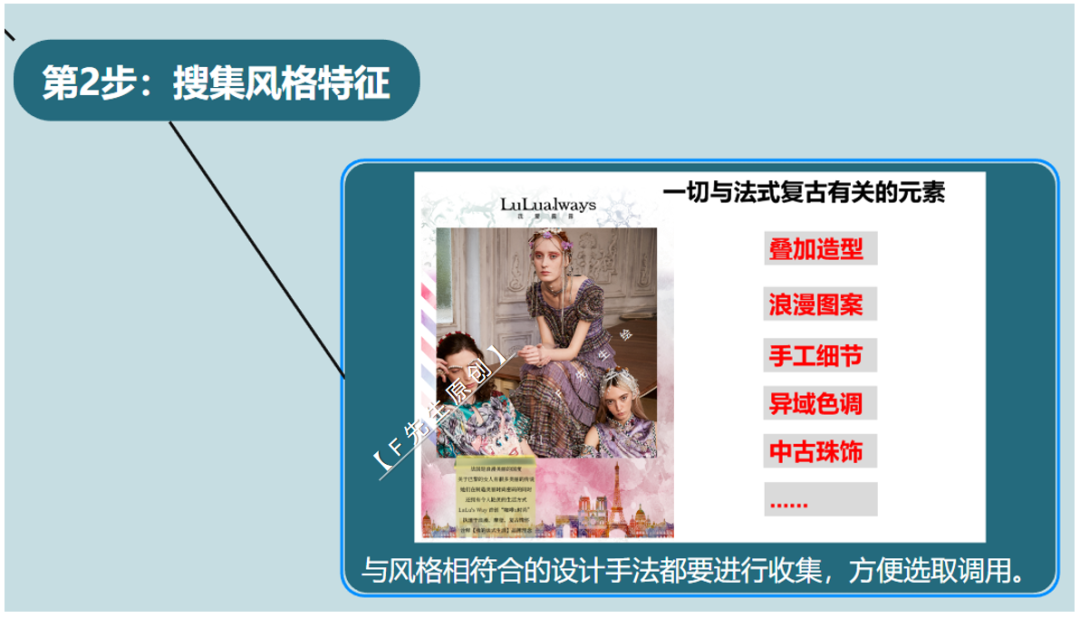 第2步：搜集风格特征
一切与法式复古有关的元素
LuLualways
叠加造型
浪漫图案
手工细节
异域色调
中古珠饰
......
【F先生原创】
与风格相符合的设计手法都要进行收集，方便选取调用。